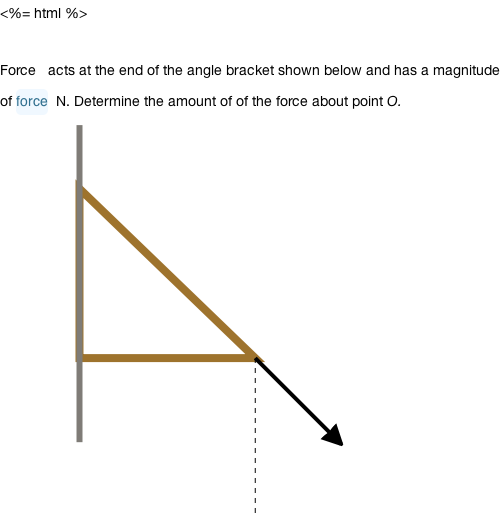 <%= html %>
Force acts at the end of the angle bracket shown below and has a magnitude
of force N. Determine the amount of of the force about point O.